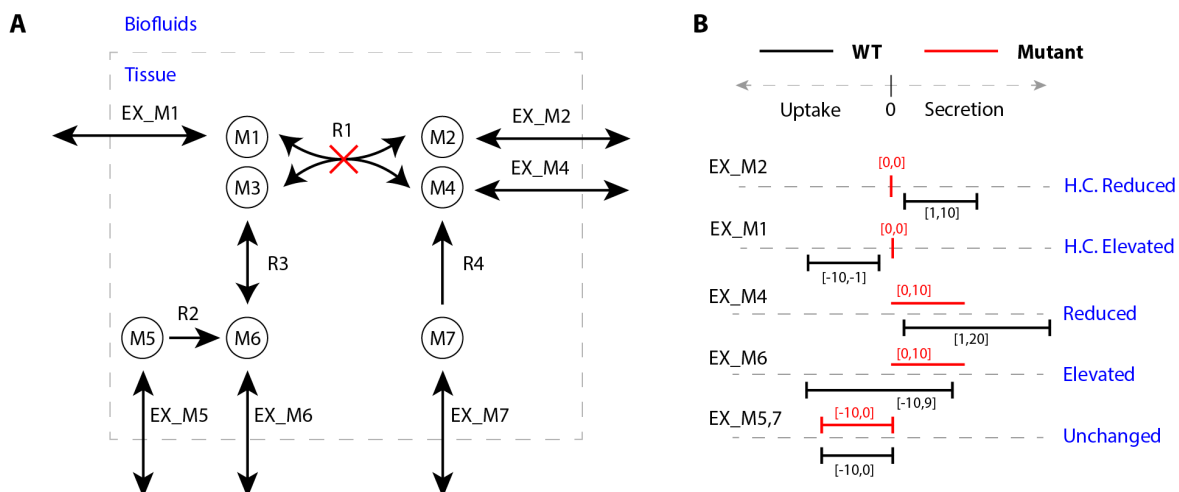 A
Biofluids
Tissue
EX_M1
R1
EX_M2
M1
M2
EX_M4
M3
M4
R3
R4
R2
M5
M6
M7
EX_M5
EX_M6
EX_M7
B
WT
Mutant
Uptake
0
Secretion
EX_M2
[0,0]
H.C. Reduced
[1,10]
EX_M1
[0,0]
H.C. Elevated
[-10,-1]
EX_M4
[0,10]
Reduced
[1,20]
EX_M6
[0,10]
Elevated
[-10,9]
EX_M5,7
[-10,0]
Unchanged
[-10,0]